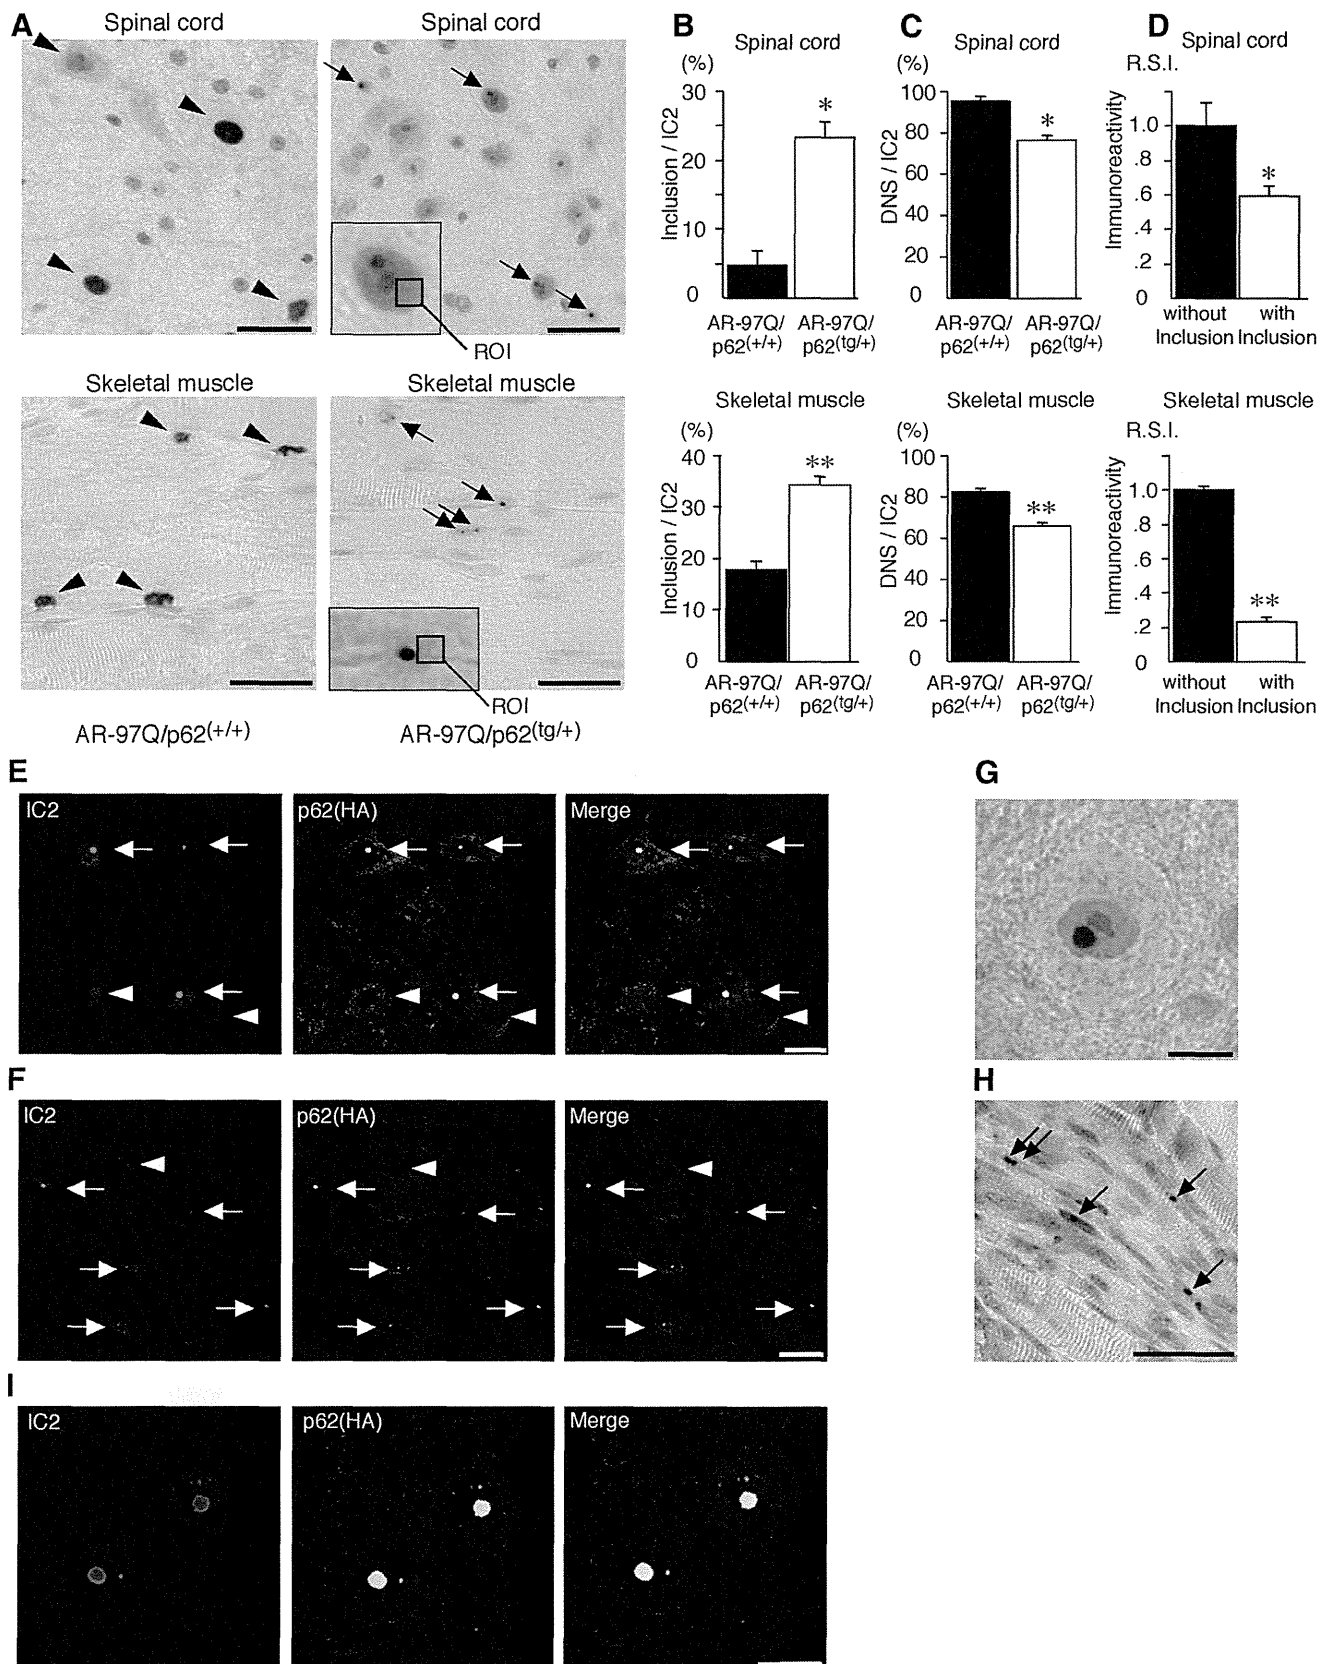 A
Spinal cord
Spinal cord
ROI
Skeletal muscle
Skeletal muscle
ROI
AR-97Q/p62(+/+)
AR-97Q/p62(tg/+)
B
Spinal cord
(%)
Inclusion / IC2
30
20
10
0
AR-97Q/ AR-97Q/
p62(+/+) p62(tg/+)
*
Skeletal muscle
(%)
Inclusion / IC2
40
30
20
10
0
AR-97Q/ AR-97Q/
p62(+/+) p62(tg/+)
**
C
Spinal cord
(%)
DNS / IC2
100
80
60
40
20
0
AR-97Q/ AR-97Q/
p62(+/+) p62(tg/+)
*
Skeletal muscle
(%)
DNS / IC2
100
80
60
40
20
0
AR-97Q/ AR-97Q/
p62(+/+) p62(tg/+)
**
D
Spinal cord
R.S.I.
Immunoreactivity
1.0
.8
.6
.4
.2
0
without with
Inclusion Inclusion
*
Skeletal muscle
R.S.I.
Immunoreactivity
1.0
.8
.6
.4
.2
0
without with
Inclusion Inclusion
**
E
IC2
p62(HA)
Merge
F
IC2
p62(HA)
Merge
G
H
I
IC2
p62(HA)
Merge